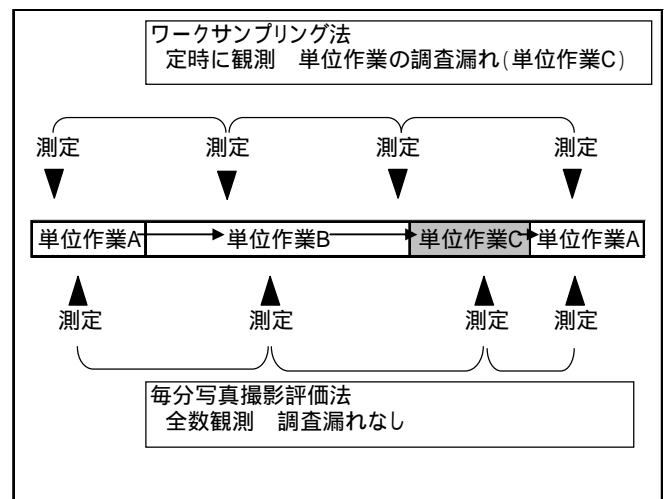 ワークサンプリング法
定時に観測　単位作業の調査漏れ(単位作業C)
測定　測定　測定　測定
単位作業A　単位作業B　単位作業C　単位作業A
測定　測定　測定　測定
毎分写真撮影評価法
全数観測　調査漏れなし